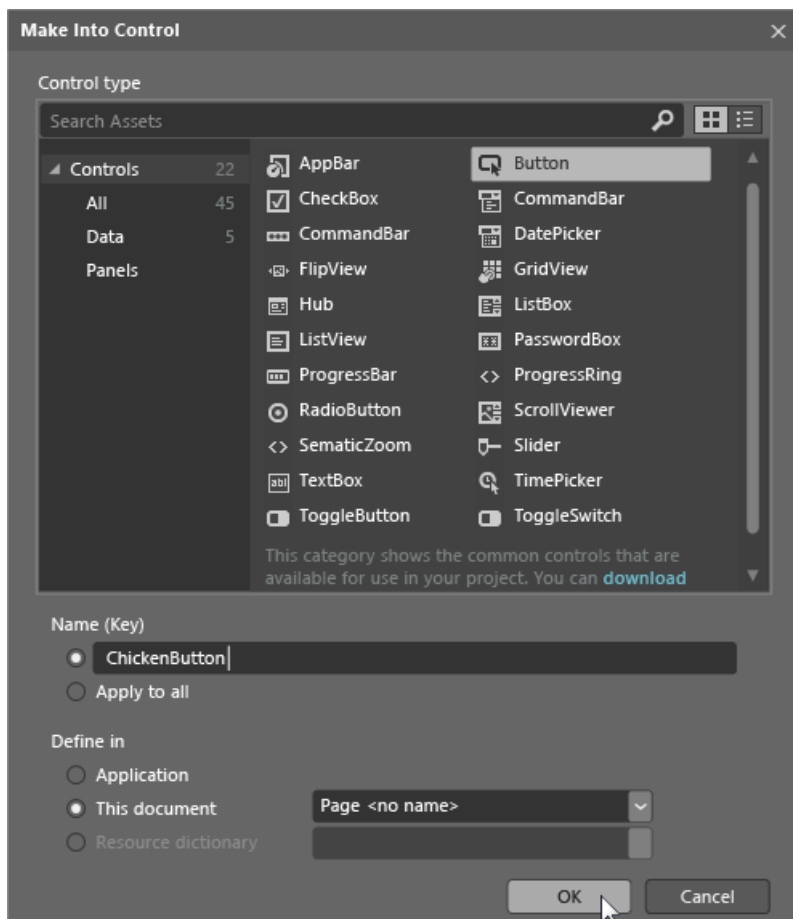 Make Into Control
Control type
Search Assets
Controls 22
All 45
Data 5
Panels
AppBar Button
CheckBox CommandBar
CommandBar DatePicker
FlipView GridView
Hub ListBox
ListView PasswordBox
ProgressBar ProgressRing
RadioButton ScrollViewer
SematicZoom Slider
TextBox TimePicker
ToggleButton ToggleSwitch
This category shows the common controls that are
available for use in your project. You can download
Name (Key)
ChickenButton
Apply to all
Define in
Application
This document Page <no name>
Resource dictionary
OK Cancel